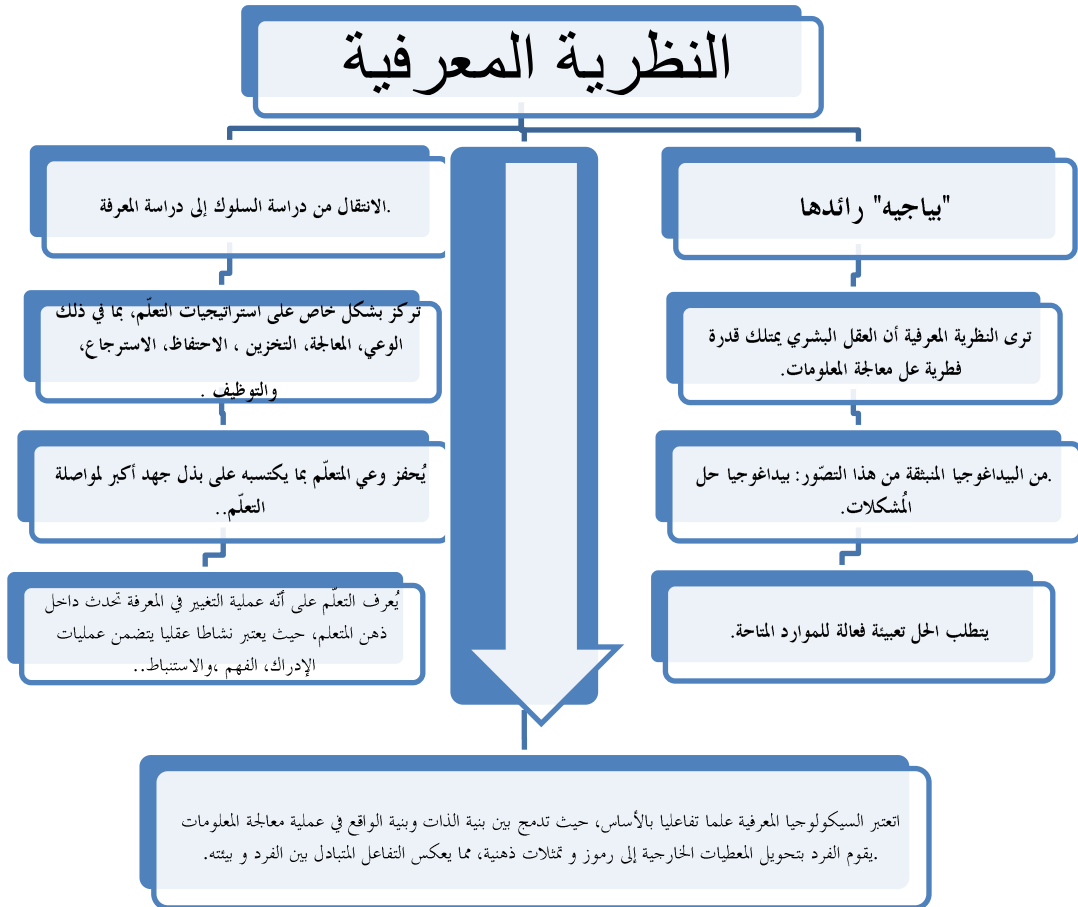 النظرية المعرفية
"بياجيه" رائدها
ترى النظرية المعرفية أن العقل البشري يمتلك قدرة
فطرية عل معالجة المعلومات.
.من البيداغوجيا المنبثقة من هذا التصّور: بيداغوجيا حل
المُشكلات.
يتطلب الحل تعبيئة فعالة للموارد المتاحة.
.الانتقال من دراسة السلوك إلى دراسة المعرفة
تركز بشكل خاص على استراتيجيات التعلّم، بما في ذلك
الوعي، المعالجة، التخزين ، الاحتفاظ، الاسترجاع،
والتوظيف .
يُحفز وعي المتعلّم بما يكتسبه على بذل جهد أكبر لمواصلة
التعلّم..
يُعرف التعلّم على أنّه عملية التغيير في المعرفة تحدث داخل
ذهن المتعلم، حيث يعتبر نشاطا عقليا يتضمن عمليات
الإدراك، الفهم ،والاستنباط..
اتعتبر السيكولوجيا المعرفية علما تفاعليا بالأساس، حيث تدمج بين بنية الذات وبنية الواقع في عملية معالجة المعلومات
.يقوم الفرد بتحويل المعطيات الخارجية إلى رموز و تمثلات ذهنية، مما يعكس التفاعل المتبادل بين الفرد و بيئته.